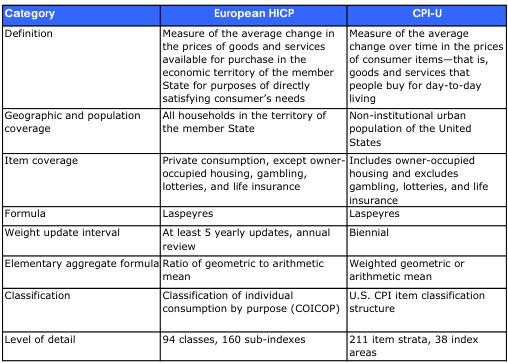 Category European HICP CPI-U
Definition
Measure of the average change in
the prices of goods and services
available for purchase in the
economic territory of the member
State for purposes of directly
satisfying consumer’s needs
Measure of the average
change over time in the prices
of consumer items—that is,
goods and services that
people buy for day-to-day
living
Geographic and population
coverage
All households in the territory of
the member State
Non-institutional urban
population of the United
States
Item coverage
Private consumption, except owner-
occupied housing, gambling,
lotteries, and life insurance
Includes owner-occupied
housing and excludes
gambling, lotteries, and life
insurance
Formula
Laspeyres
Laspeyres
Weight update interval
At least 5 yearly updates, annual
review
Biennial
Elementary aggregate formula
Ratio of geometric to arithmetic
mean
Weighted geometric or
arithmetic mean
Classification
Classification of individual
consumption by purpose (COICOP)
U.S. CPI item classification
structure
Level of detail
94 classes, 160 sub-indexes
211 item strata, 38 index
areas